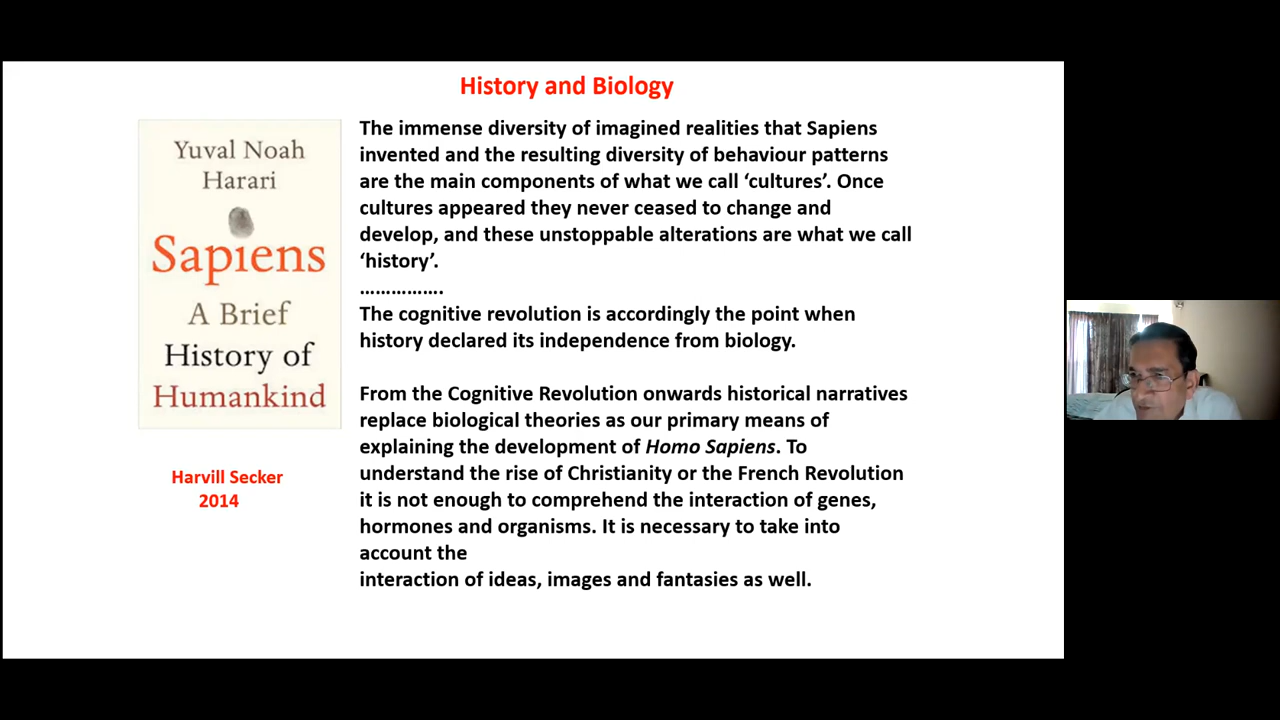 History and Biology
Yuval Noah
Harari
Sapiens
A Brief
History of
Humankind
Harvill Secker
2014
The immense diversity of imagined realities that Sapiens
invented and the resulting diversity of behaviour patterns
are the main components of what we call ‘cultures’. Once
cultures appeared they never ceased to change and
develop, and these unstoppable alterations are what we call
‘history’.
…………….
The cognitive revolution is accordingly the point when
history declared its independence from biology.
From the Cognitive Revolution onwards historical narratives
replace biological theories as our primary means of
explaining the development of Homo Sapiens. To
understand the rise of Christianity or the French Revolution
it is not enough to comprehend the interaction of genes,
hormones and organisms. It is necessary to take into
account the
interaction of ideas, images and fantasies as well.